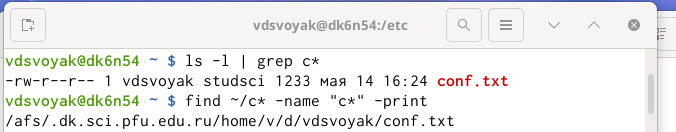 vdsvoyak@dk6n54:/etc
vdsvoyak@dk6n54 ~ $ ls -l | grep c*
-rw-r--r-- 1 vdsvoyak studsci 1233 мая 14 16:24 conf.txt
vdsvoyak@dk6n54 ~ $ find ~/c* -name "c*" -print
/afs/.dk.sci.pfu.edu.ru/home/v/d/vdsvoyak/conf.txt